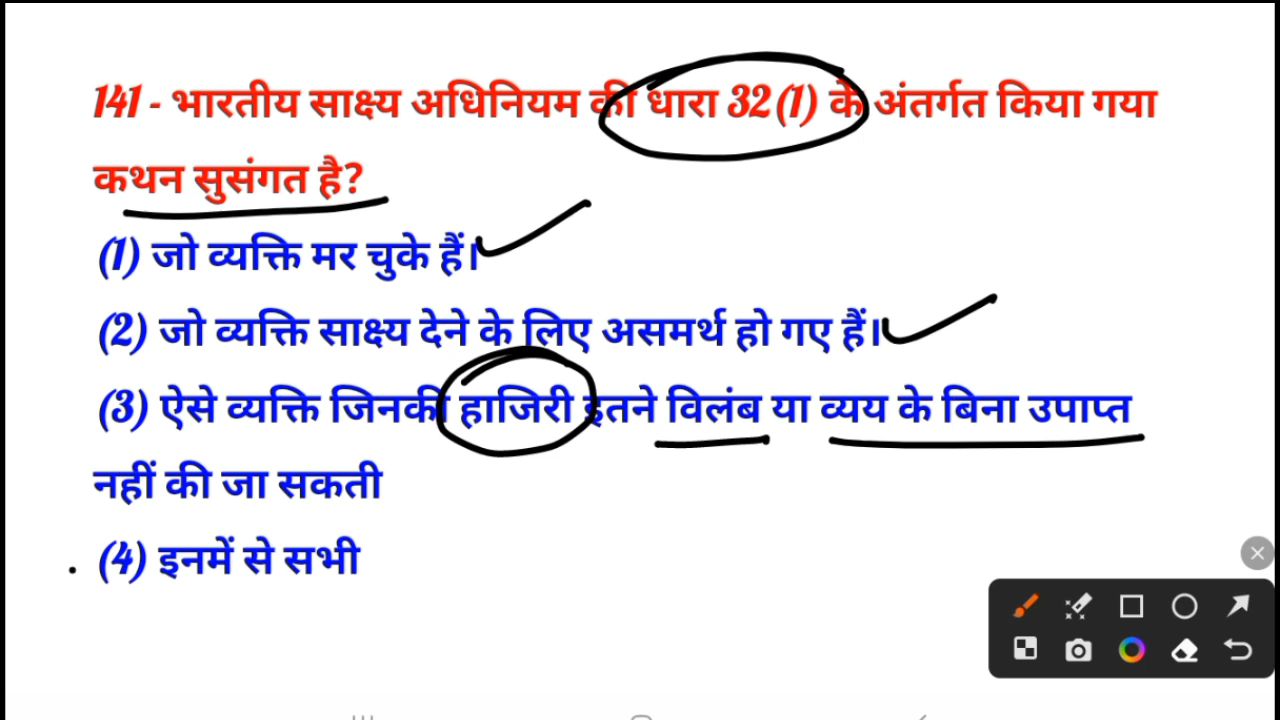 141 - भारतीय साक्ष्य अधिनियम की धारा 32(1) के अंतर्गत किया गया
कथन सुसंगत है?
(1) जो व्यक्ति मर चुके हैं।
(2) जो व्यक्ति साक्ष्य देने के लिए असमर्थ हो गए हैं।
(3) ऐसे व्यक्ति जिनकी हाजिरी इतने विलंब या व्यय के बिना उपाप्त
नहीं की जा सकती
(4) इनमें से सभी